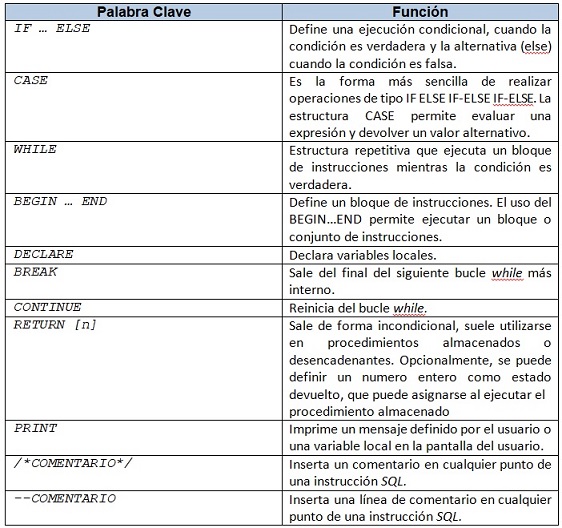 Palabra Clave
Función
IF … ELSE
Define una ejecución condicional, cuando la
condición es verdadera y la alternativa (else)
cuando la condición es falsa.
CASE
Es la forma más sencilla de realizar
operaciones de tipo IF ELSE IF-ELSE IF-ELSE. La
estructura CASE permite evaluar una
expresión y devolver un valor alternativo.
WHILE
Estructura repetitiva que ejecuta un bloque
de instrucciones mientras la condición es
verdadera.
BEGIN … END
Define un bloque de instrucciones. El uso del
BEGIN…END permite ejecutar un bloque o
conjunto de instrucciones.
DECLARE
Declara variables locales.
BREAK
Sale del final del siguiente bucle while más
interno.
CONTINUE
Reinicia del bucle while.
RETURN [n]
Sale de forma incondicional, suele utilizarse
en procedimientos almacenados o
desencadenantes. Opcionalmente, se puede
definir un numero entero como estado
devuelto, que puede asignarse al ejecutar el
procedimiento almacenado
PRINT
Imprime un mensaje definido por el usuario o
una variable local en la pantalla del usuario.
/*COMENTARIO*/
Inserta un comentario en cualquier punto de
una instrucción SQL.
--COMENTARIO
Inserta una línea de comentario en cualquier
punto de una instrucción SQL.